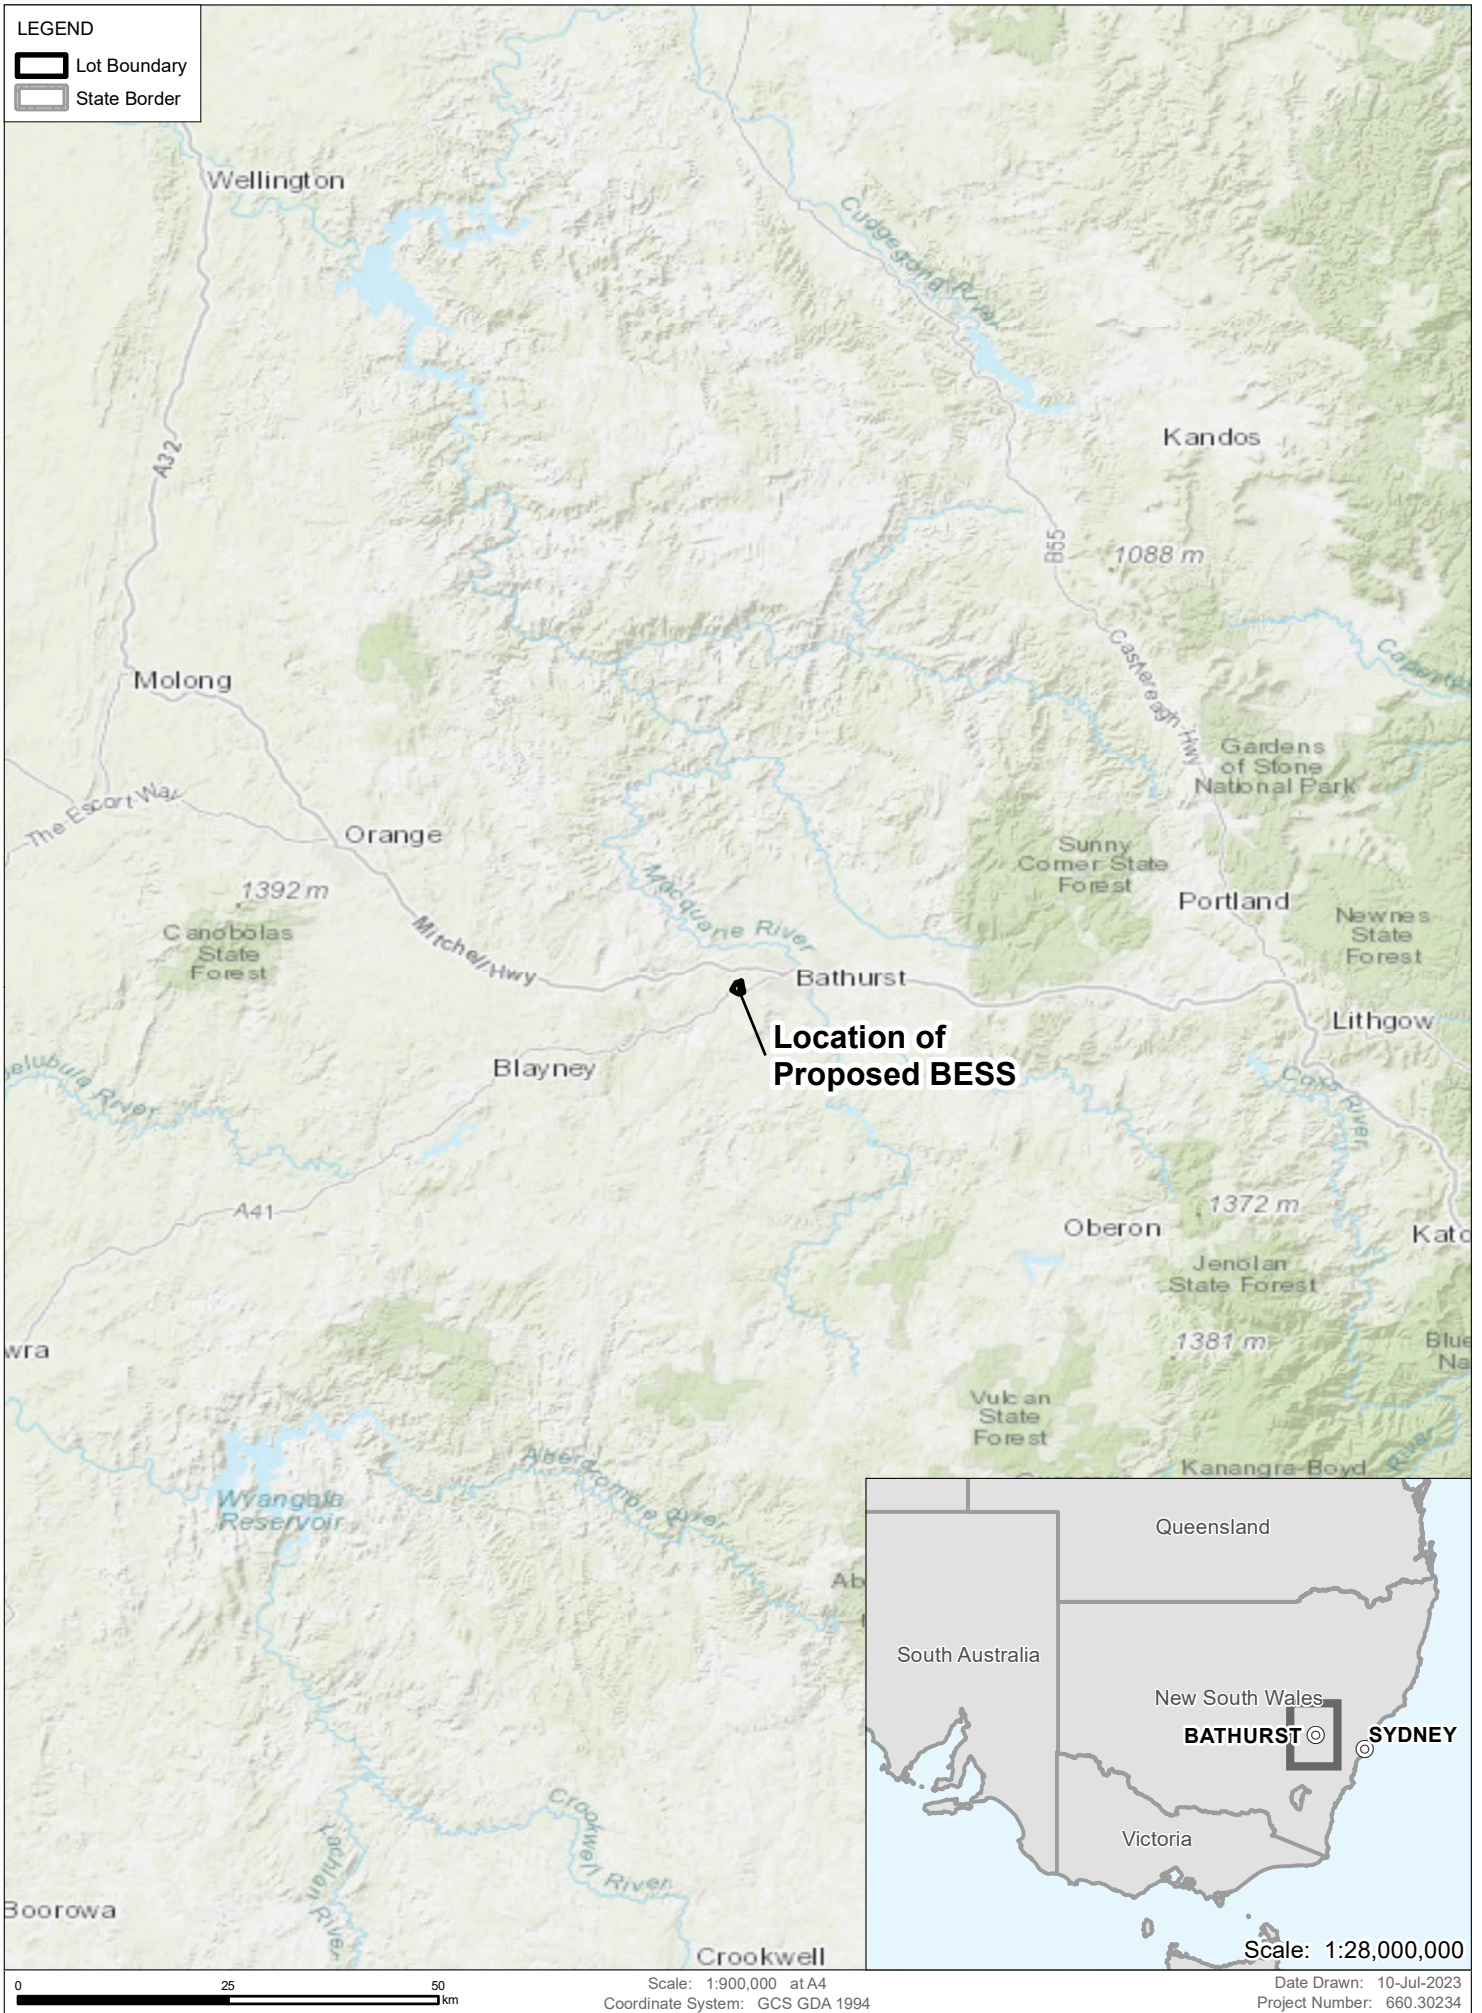 LEGEND
Lot Boundary
State Border
Wellington
Cudgegong River
Kandos
A32
B55
1088 m
Castlereagh Hwy
Molong
Gardens
of Stone
National Park
The Escort Way
Orange
Sunny
Corner State
Forest
1392 m
Portland
Macquarie River
Newnes
State
Forest
Canobolas
State
Forest
Mitchell Hwy
Bathurst
Location of
Proposed BESS
Lithgow
Blayney
elubula River
Coxs River
A41
1372 m
Oberon
Kato
Jenolan
State Forest
1381 m
wra
Blue
Na
Vulcan
State
Forest
Kanangra-Boyd
River
Abercrombie River
Wyangala
Reservoir
Ab
Crookwell River
Lachlan River
Boorowa
Crookwell
Queensland
South Australia
New South Wales
BATHURST
SYDNEY
Victoria
Scale: 1:28,000,000
0 25 50 km
Scale: 1:900,000 at A4
Coordinate System: GCS GDA 1994
Date Drawn: 10-Jul-2023
Project Number: 660.30234